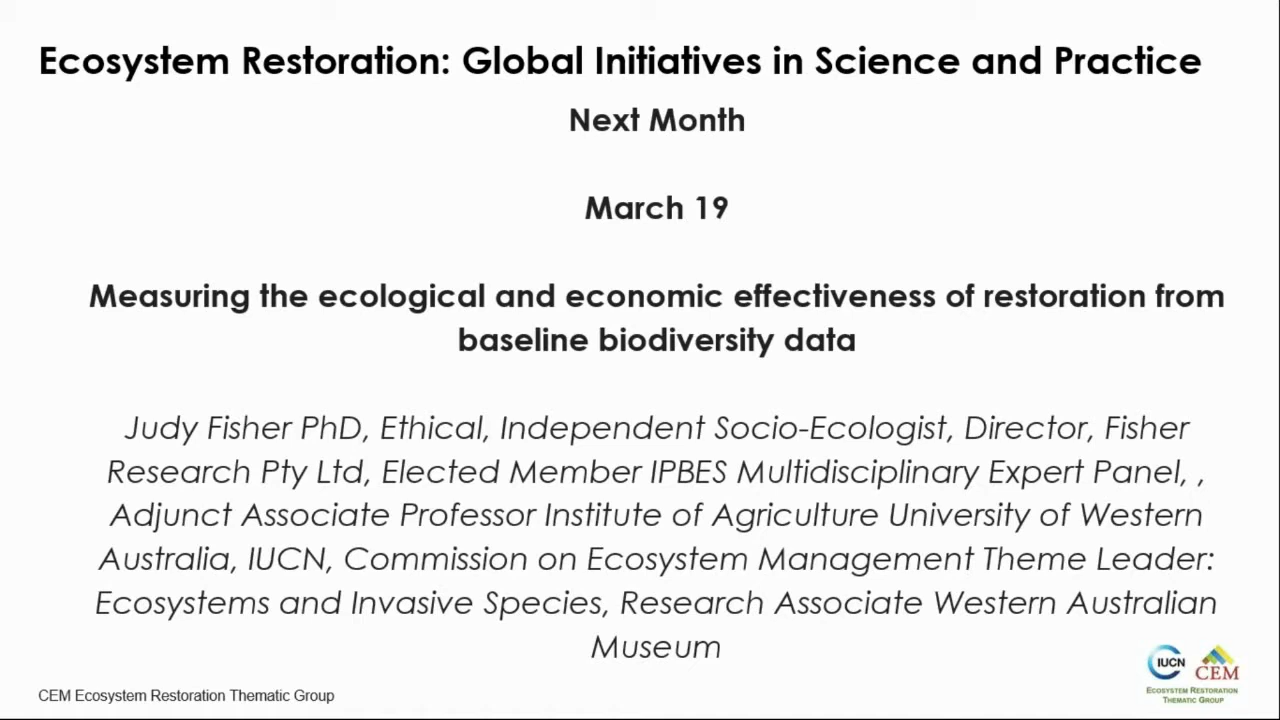 Ecosystem Restoration: Global Initiatives in Science and Practice
Next Month
March 19
Measuring the ecological and economic effectiveness of restoration from
baseline biodiversity data
Judy Fisher PhD, Ethical, Independent Socio-Ecologist, Director, Fisher
Research Pty Ltd, Elected Member IPBES Multidisciplinary Expert Panel, ,
Adjunct Associate Professor Institute of Agriculture University of Western
Australia, IUCN, Commission on Ecosystem Management Theme Leader:
Ecosystems and Invasive Species, Research Associate Western Australian
Museum
IUCN CEM
ECOSYSTEM RESTORATION
THEMATIC GROUP
CEM Ecosystem Restoration Thematic Group